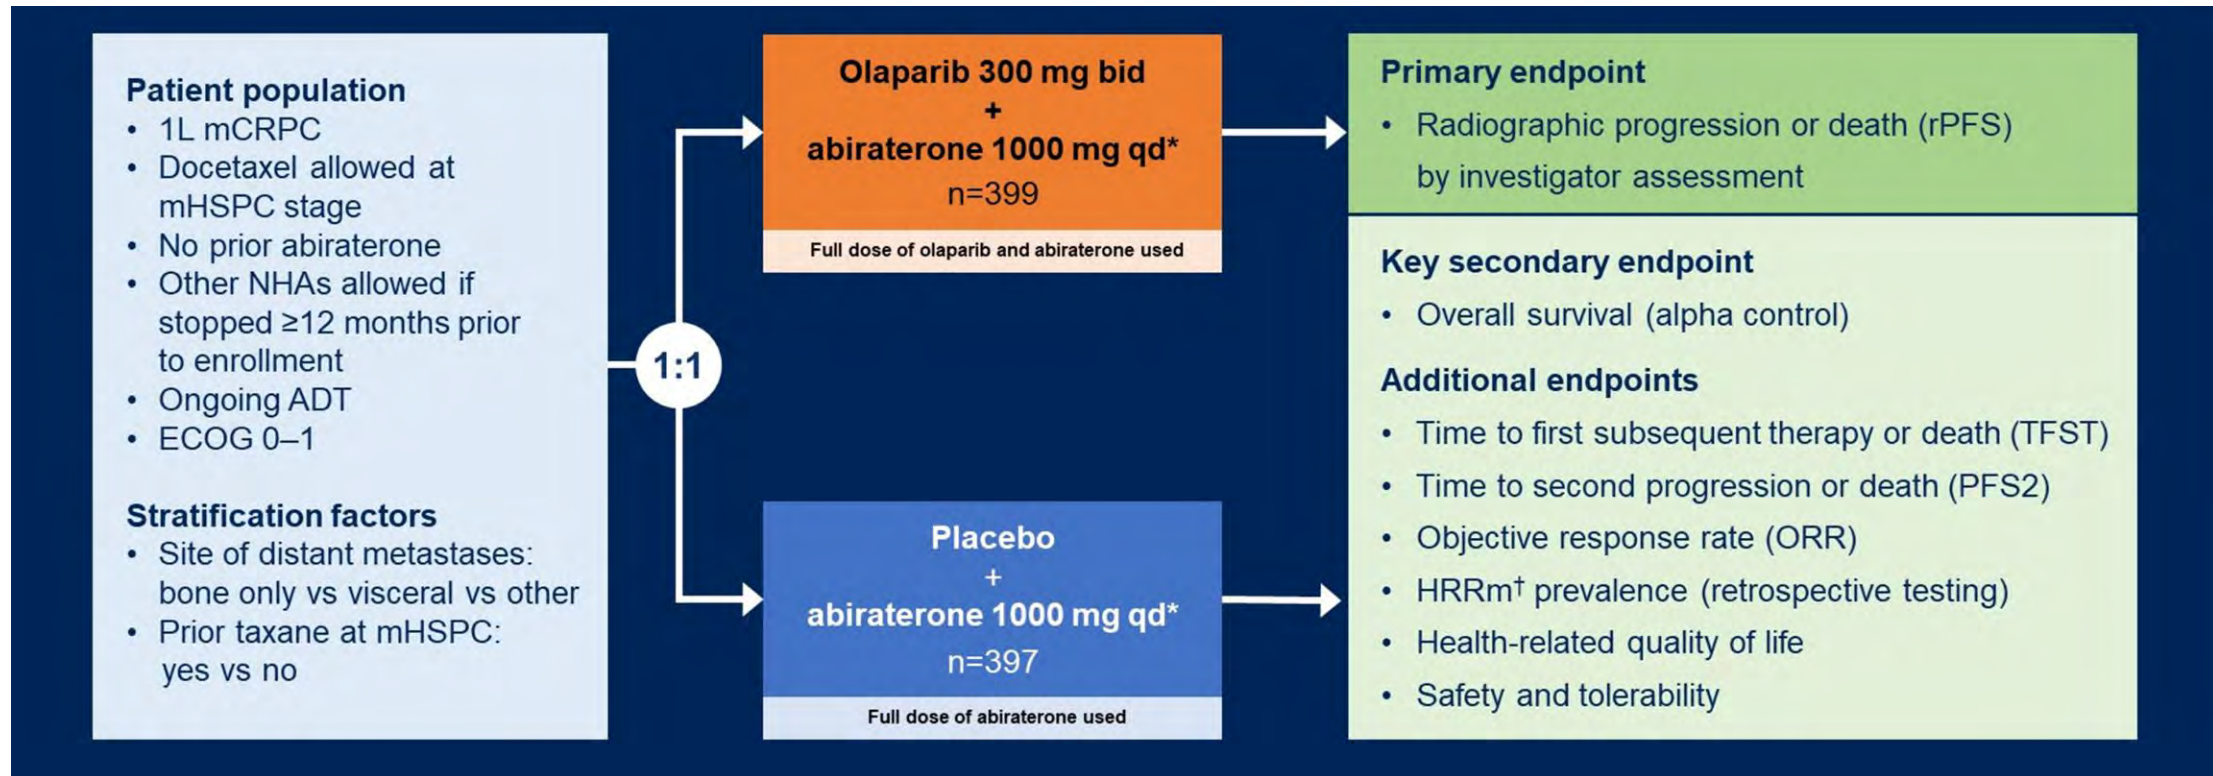 Patient population
• 1L mCRPC
• Docetaxel allowed at
mHSPC stage
• No prior abiraterone
• Other NHAs allowed if
stopped ≥12 months prior
to enrollment
• Ongoing ADT
• ECOG 0–1
Stratification factors
• Site of distant metastases:
bone only vs visceral vs other
• Prior taxane at mHSPC:
yes vs no
1:1
Olaparib 300 mg bid
+
abiraterone 1000 mg qd*
n=399
Full dose of olaparib and abiraterone used
Placebo
+
abiraterone 1000 mg qd*
n=397
Full dose of abiraterone used
Primary endpoint
• Radiographic progression or death (rPFS)
by investigator assessment
Key secondary endpoint
• Overall survival (alpha control)
Additional endpoints
• Time to first subsequent therapy or death (TFST)
• Time to second progression or death (PFS2)
• Objective response rate (ORR)
• HRRm† prevalence (retrospective testing)
• Health-related quality of life
• Safety and tolerability